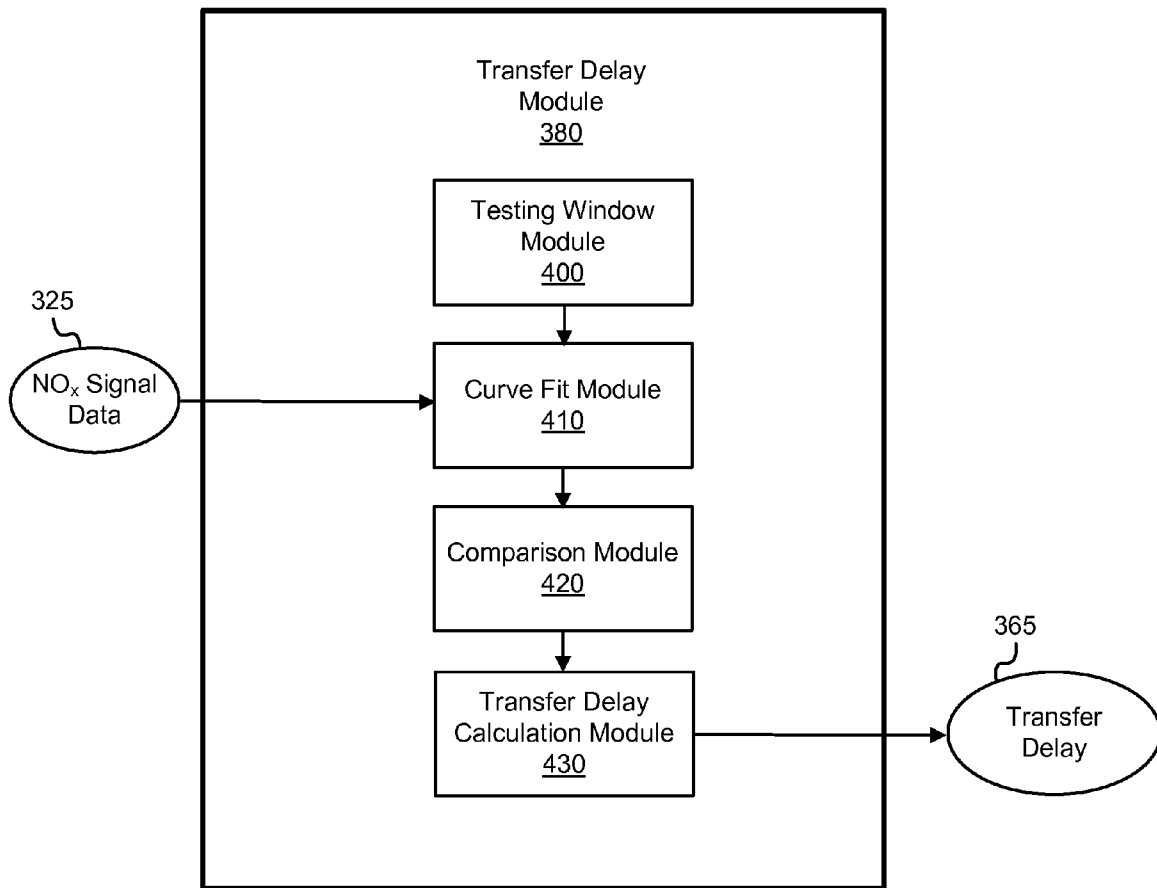 Transfer Delay
Module
380
Testing Window
Module
400
325
NOₓ Signal
Data
Curve Fit Module
410
Comparison Module
420
Transfer Delay
Calculation Module
430
365
Transfer
Delay